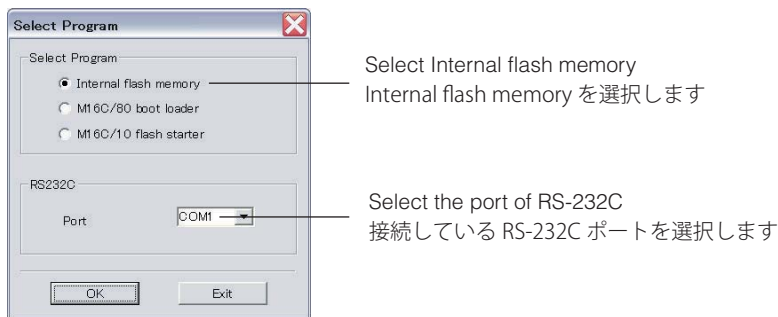 Select Program
Select Program
Internal flash memory
M16C/80 boot loader
M16C/10 flash starter
Select Internal flash memory
Internal flash memory を選択します
RS232C
Port
COM1
Select the port of RS-232C
接続している RS-232C ポートを選択します
OK
Exit